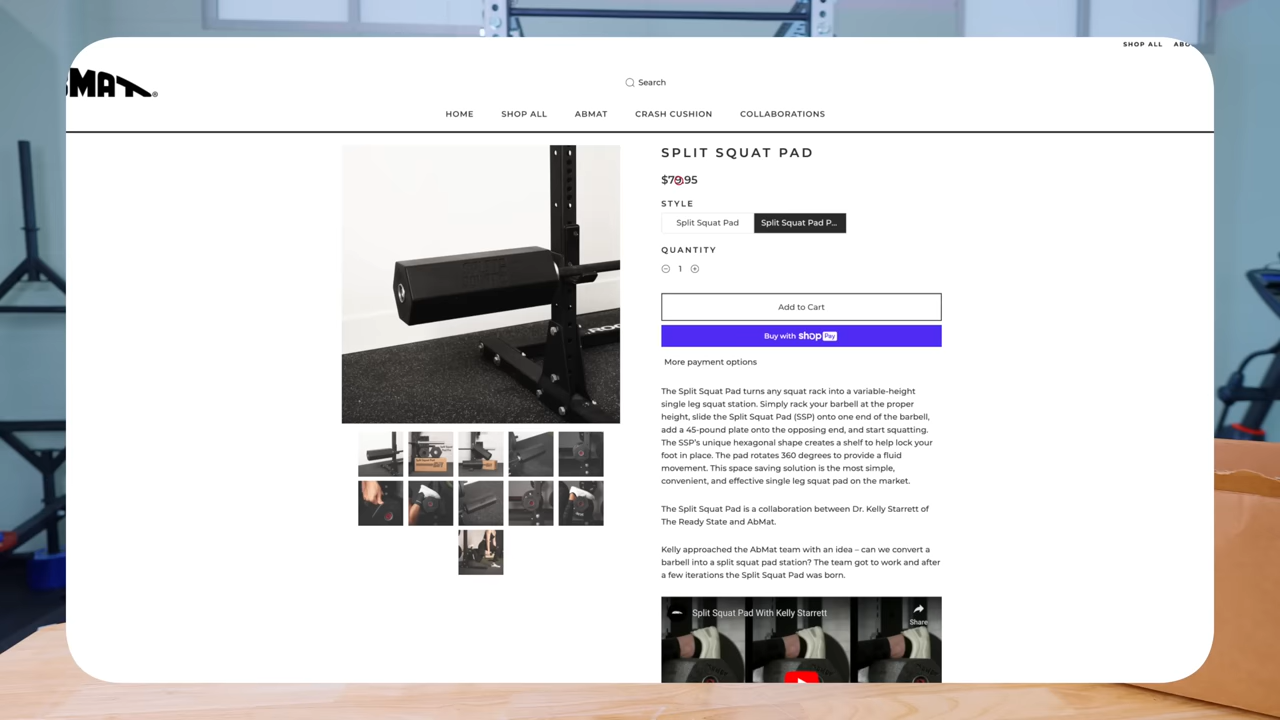 SHOP ALL
MAT®
Search
HOME SHOP ALL ABMAT CRASH CUSHION COLLABORATIONS
SPLIT SQUAT PAD
$79.95
STYLE
Split Squat Pad Split Squat Pad P...
QUANTITY
1
Add to Cart
Buy with shop Pay
More payment options
The Split Squat Pad turns any squat rack into a variable-height
single leg squat station. Simply rack your barbell at the proper
height, slide the Split Squat Pad (SSP) onto one end of the barbell,
add a 45-pound plate onto the opposing end, and start squatting.
The SSP's unique hexagonal shape creates a shelf to help lock your
foot in place. The pad rotates 360 degrees to provide a fluid
movement. This space saving solution is the most simple,
convenient, and effective single leg squat pad on the market.
The Split Squat Pad is a collaboration between Dr. Kelly Starrett of
The Ready State and AbMat.
Kelly approached the AbMat team with an idea – can we convert a
barbell into a split squat pad station? The team got to work and after
a few iterations the Split Squat Pad was born.
Split Squat Pad With Kelly Starrett
Share